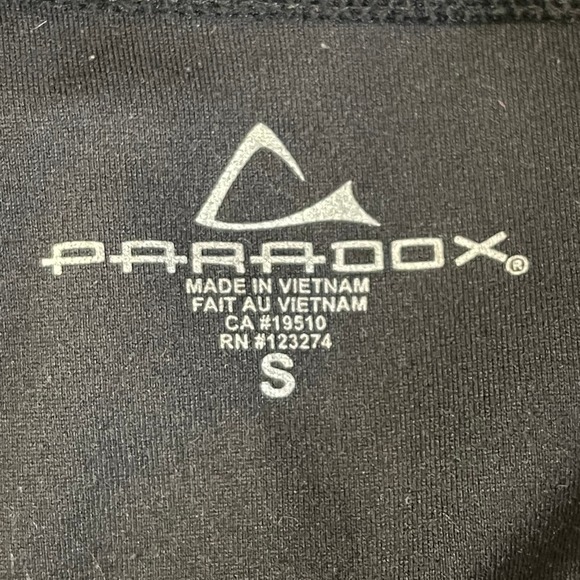 PARADOX®
MADE IN VIETNAM
FAIT AU VIETNAM
CA #19510
RN #123274
S